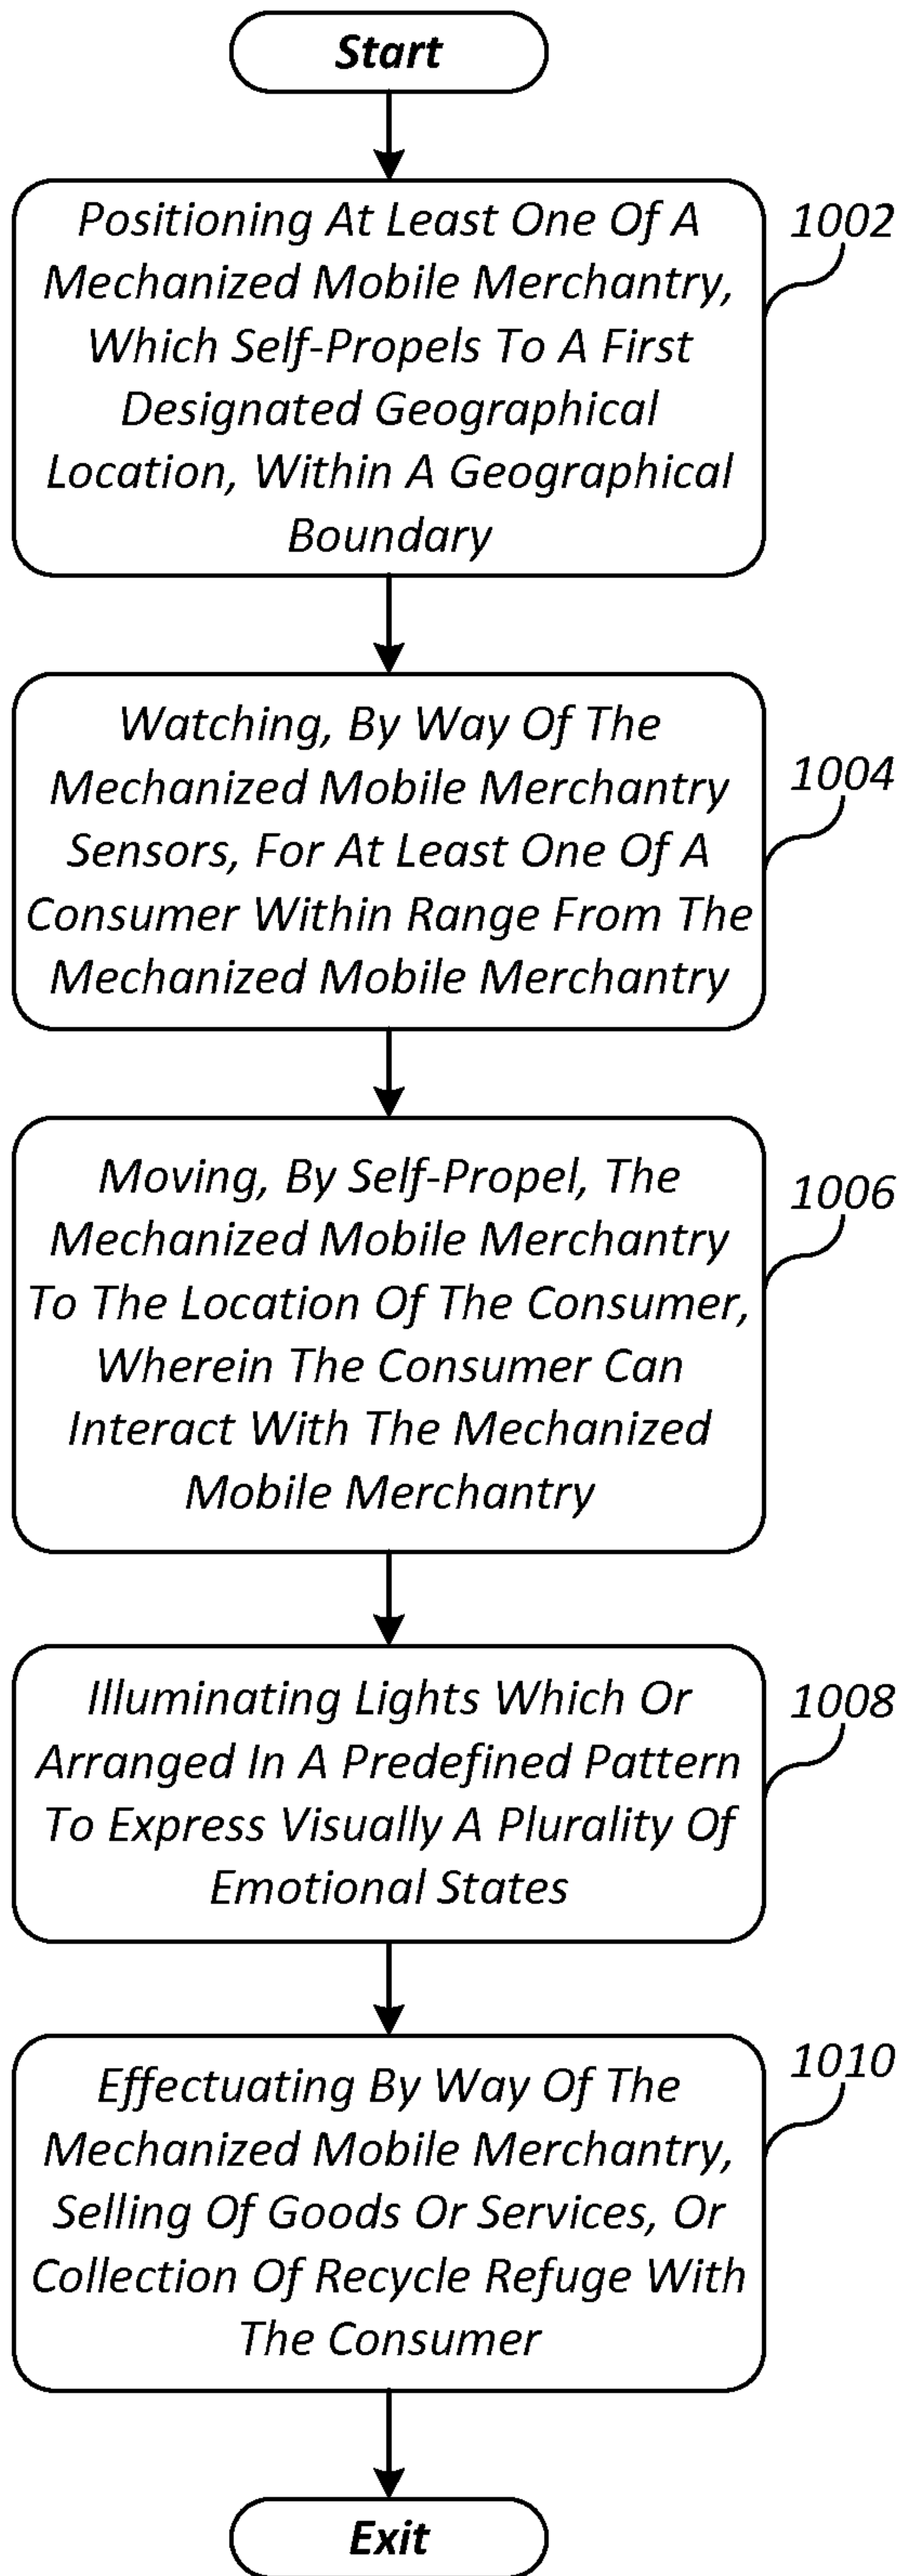 Start
Positioning At Least One Of A
Mechanized Mobile Merchantry,
Which Self-Propels To A First
Designated Geographical
Location, Within A Geographical
Boundary
1002
Watching, By Way Of The
Mechanized Mobile Merchantry
Sensors, For At Least One Of A
Consumer Within Range From The
Mechanized Mobile Merchantry
1004
Moving, By Self-Propel, The
Mechanized Mobile Merchantry
To The Location Of The Consumer,
Wherein The Consumer Can
Interact With The Mechanized
Mobile Merchantry
1006
Illuminating Lights Which Or
Arranged In A Predefined Pattern
To Express Visually A Plurality Of
Emotional States
1008
Effectuating By Way Of The
Mechanized Mobile Merchantry,
Selling Of Goods Or Services, Or
Collection Of Recycle Refuge With
The Consumer
1010
Exit